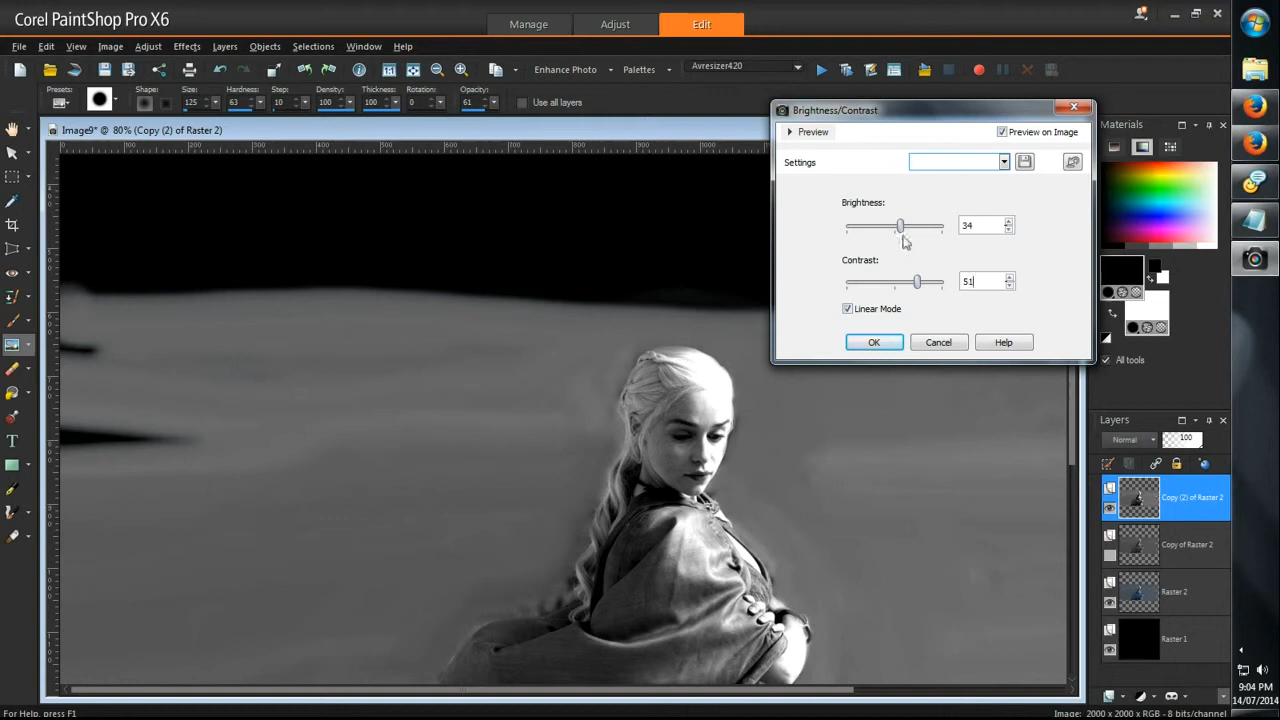 Corel PaintShop Pro X6
Manage Adjust Edit
File Edit View Image Adjust Effects Layers Objects Selections Window Help
Enhance Photo Palettes Avresizer420
Presets: Shape: Size: Hardness: Step: Density: Thickness: Rotation: Opacity:
125 63 10 100 100 0 61 Use all layers
Image9* @ 80% (Copy (2) of Raster 2)
Brightness/Contrast
Preview Preview on Image
Settings
Brightness:
34
Contrast:
51
Linear Mode
OK Cancel Help
Materials
All tools
Layers
Normal 100
Copy (2) of Raster 2
Copy of Raster 2
Raster 2
Raster 1
For Help, press F1
Image: 2000 x 2000 x RGB - 8 bits/channel
9:04 PM
14/07/2014